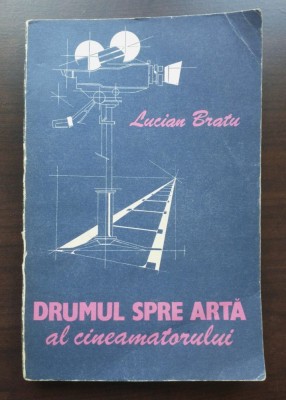 Lucian Bratu
DRUMUL SPRE ARTĂ
al cineamatorului